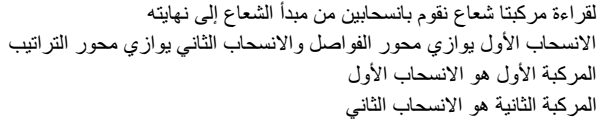 لقراءة مركبتا شعاع نقوم بانسحابين من مبدأ الشعاع إلى نهايته
الانسحاب الأول يوازي محور الفواصل والانسحاب الثاني يوازي محور التراتيب
المركبة الأول هو الانسحاب الأول
المركبة الثانية هو الانسحاب الثاني